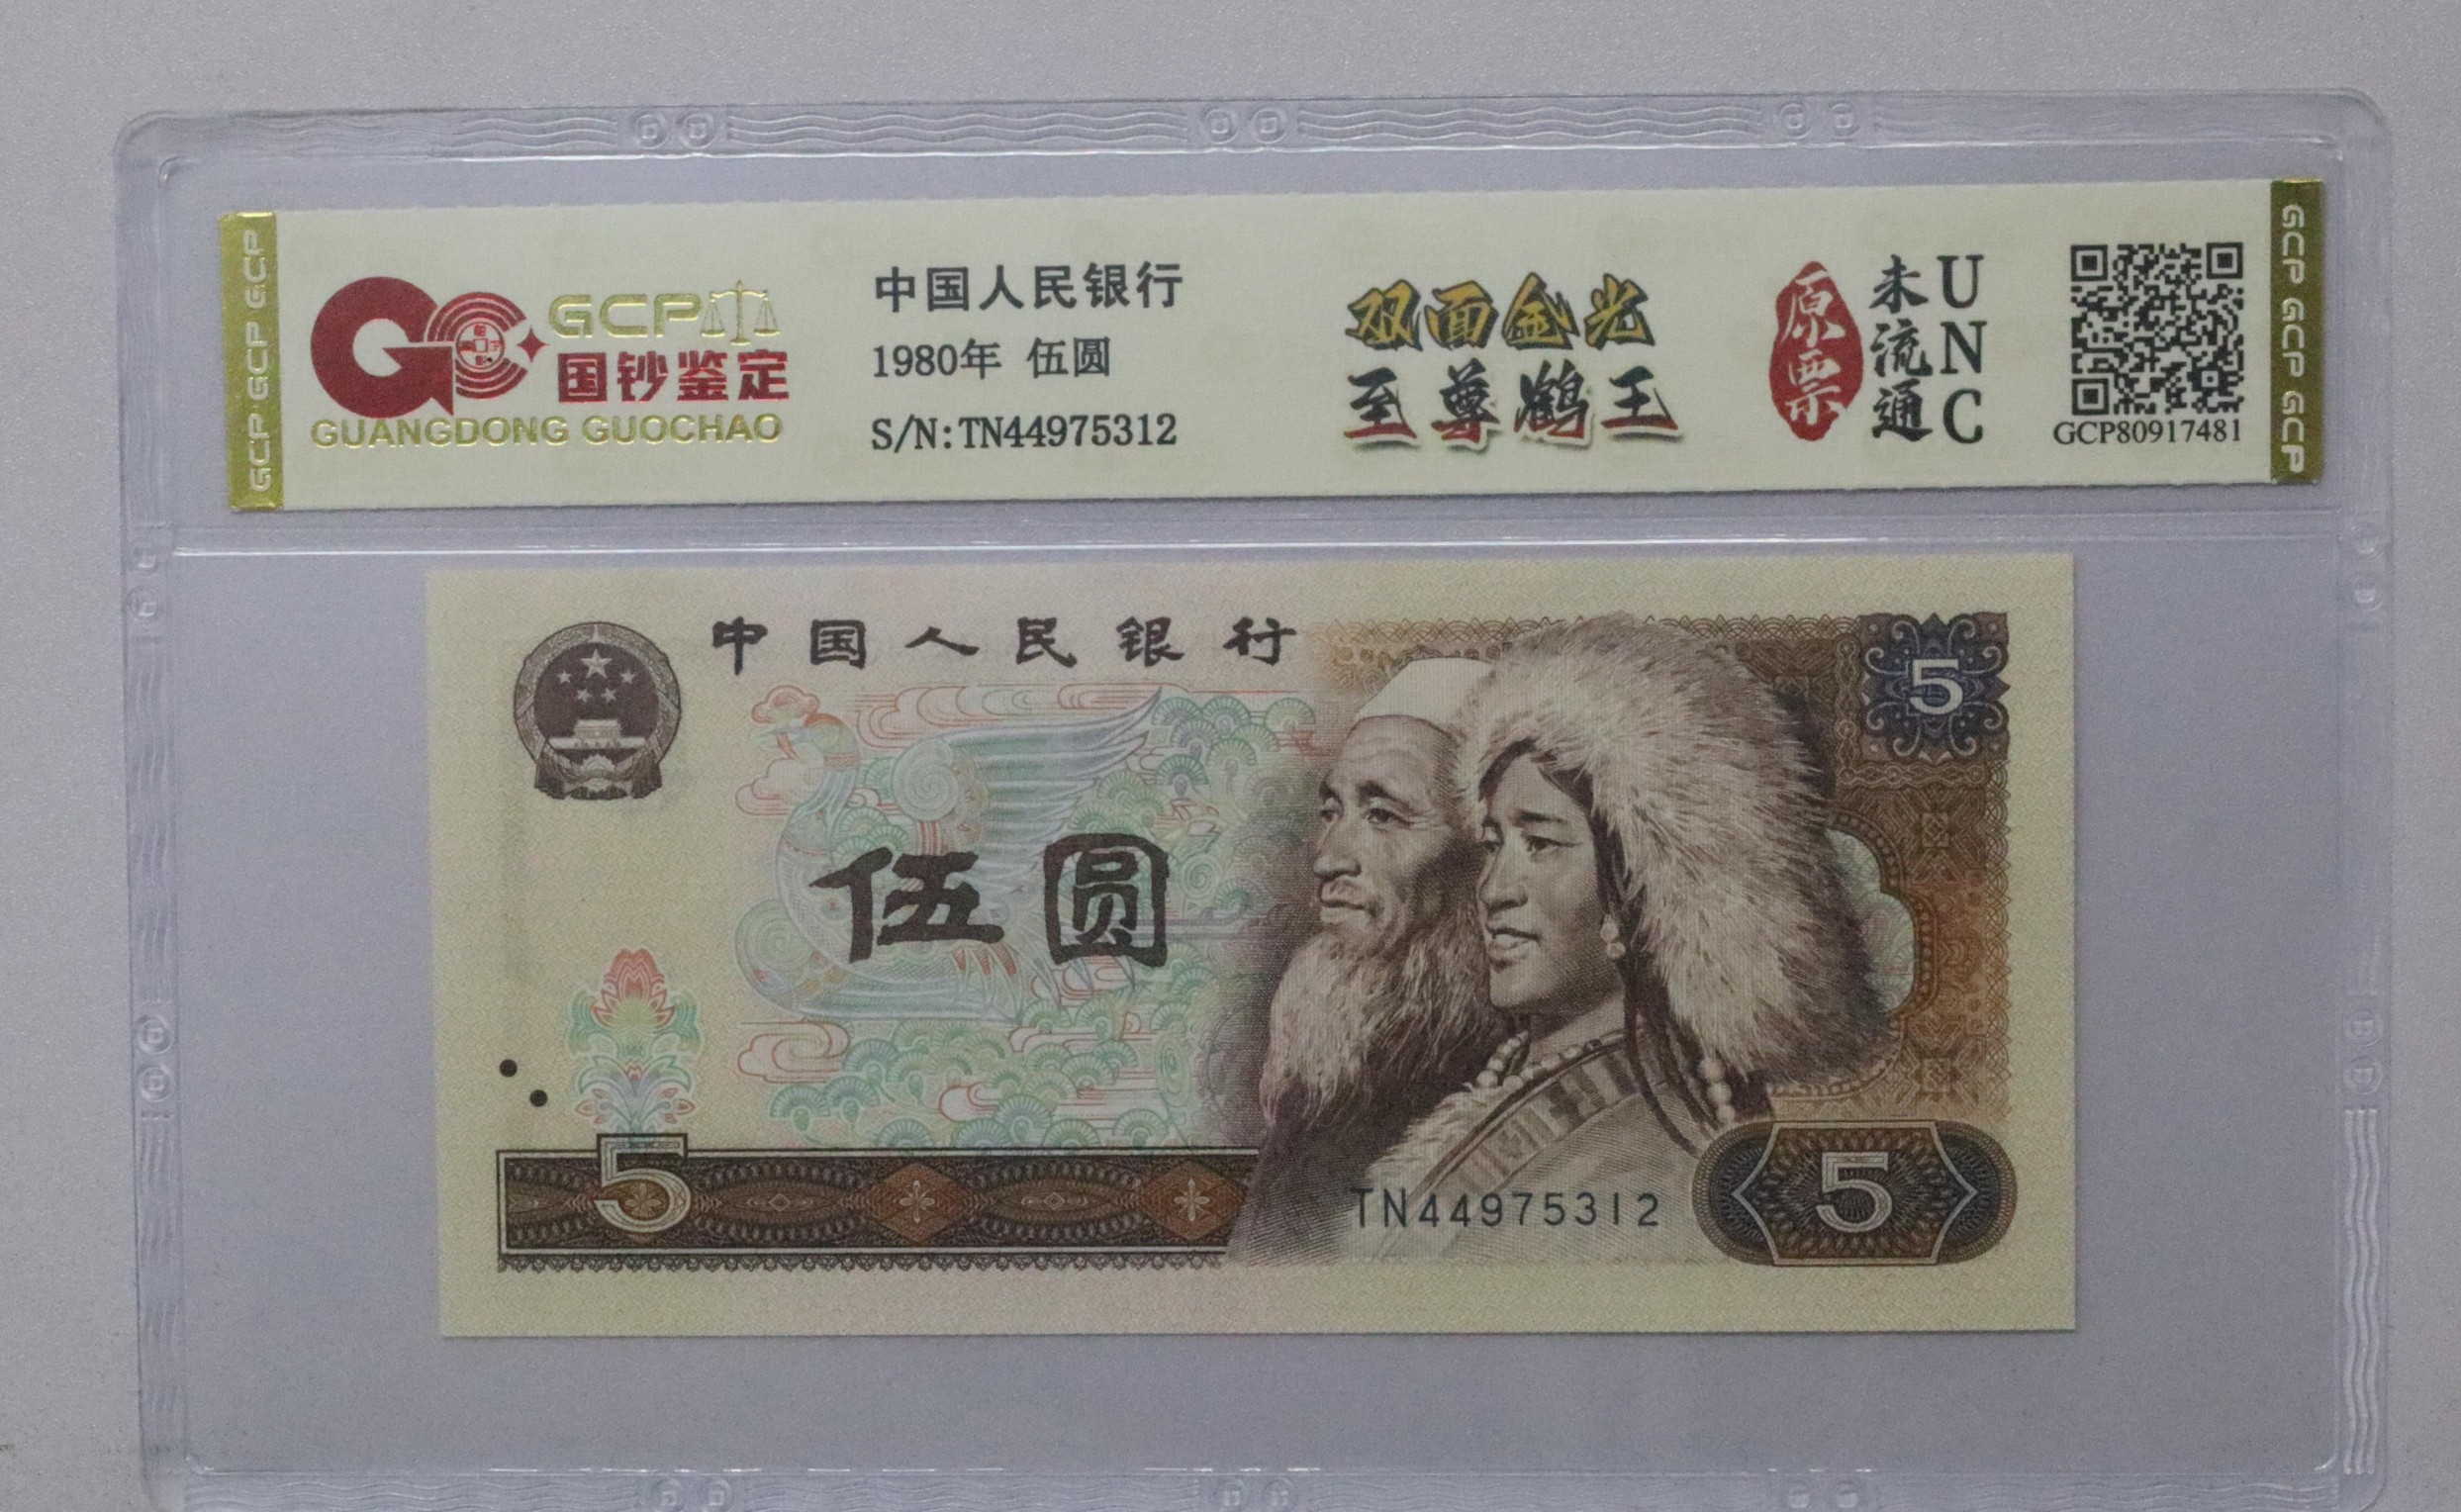 GCP GCP GCP
GCP
国钞鉴定
GUANGDONG GUOCHAO
中国人民银行
1980年 伍圆
S/N:TN44975312
双面金光
至尊鹤王
原票
未流通
UNC
GCP80917481
GCP GCP GCP GCP
中国人民银行
5
伍圆
5
TN44975312
5